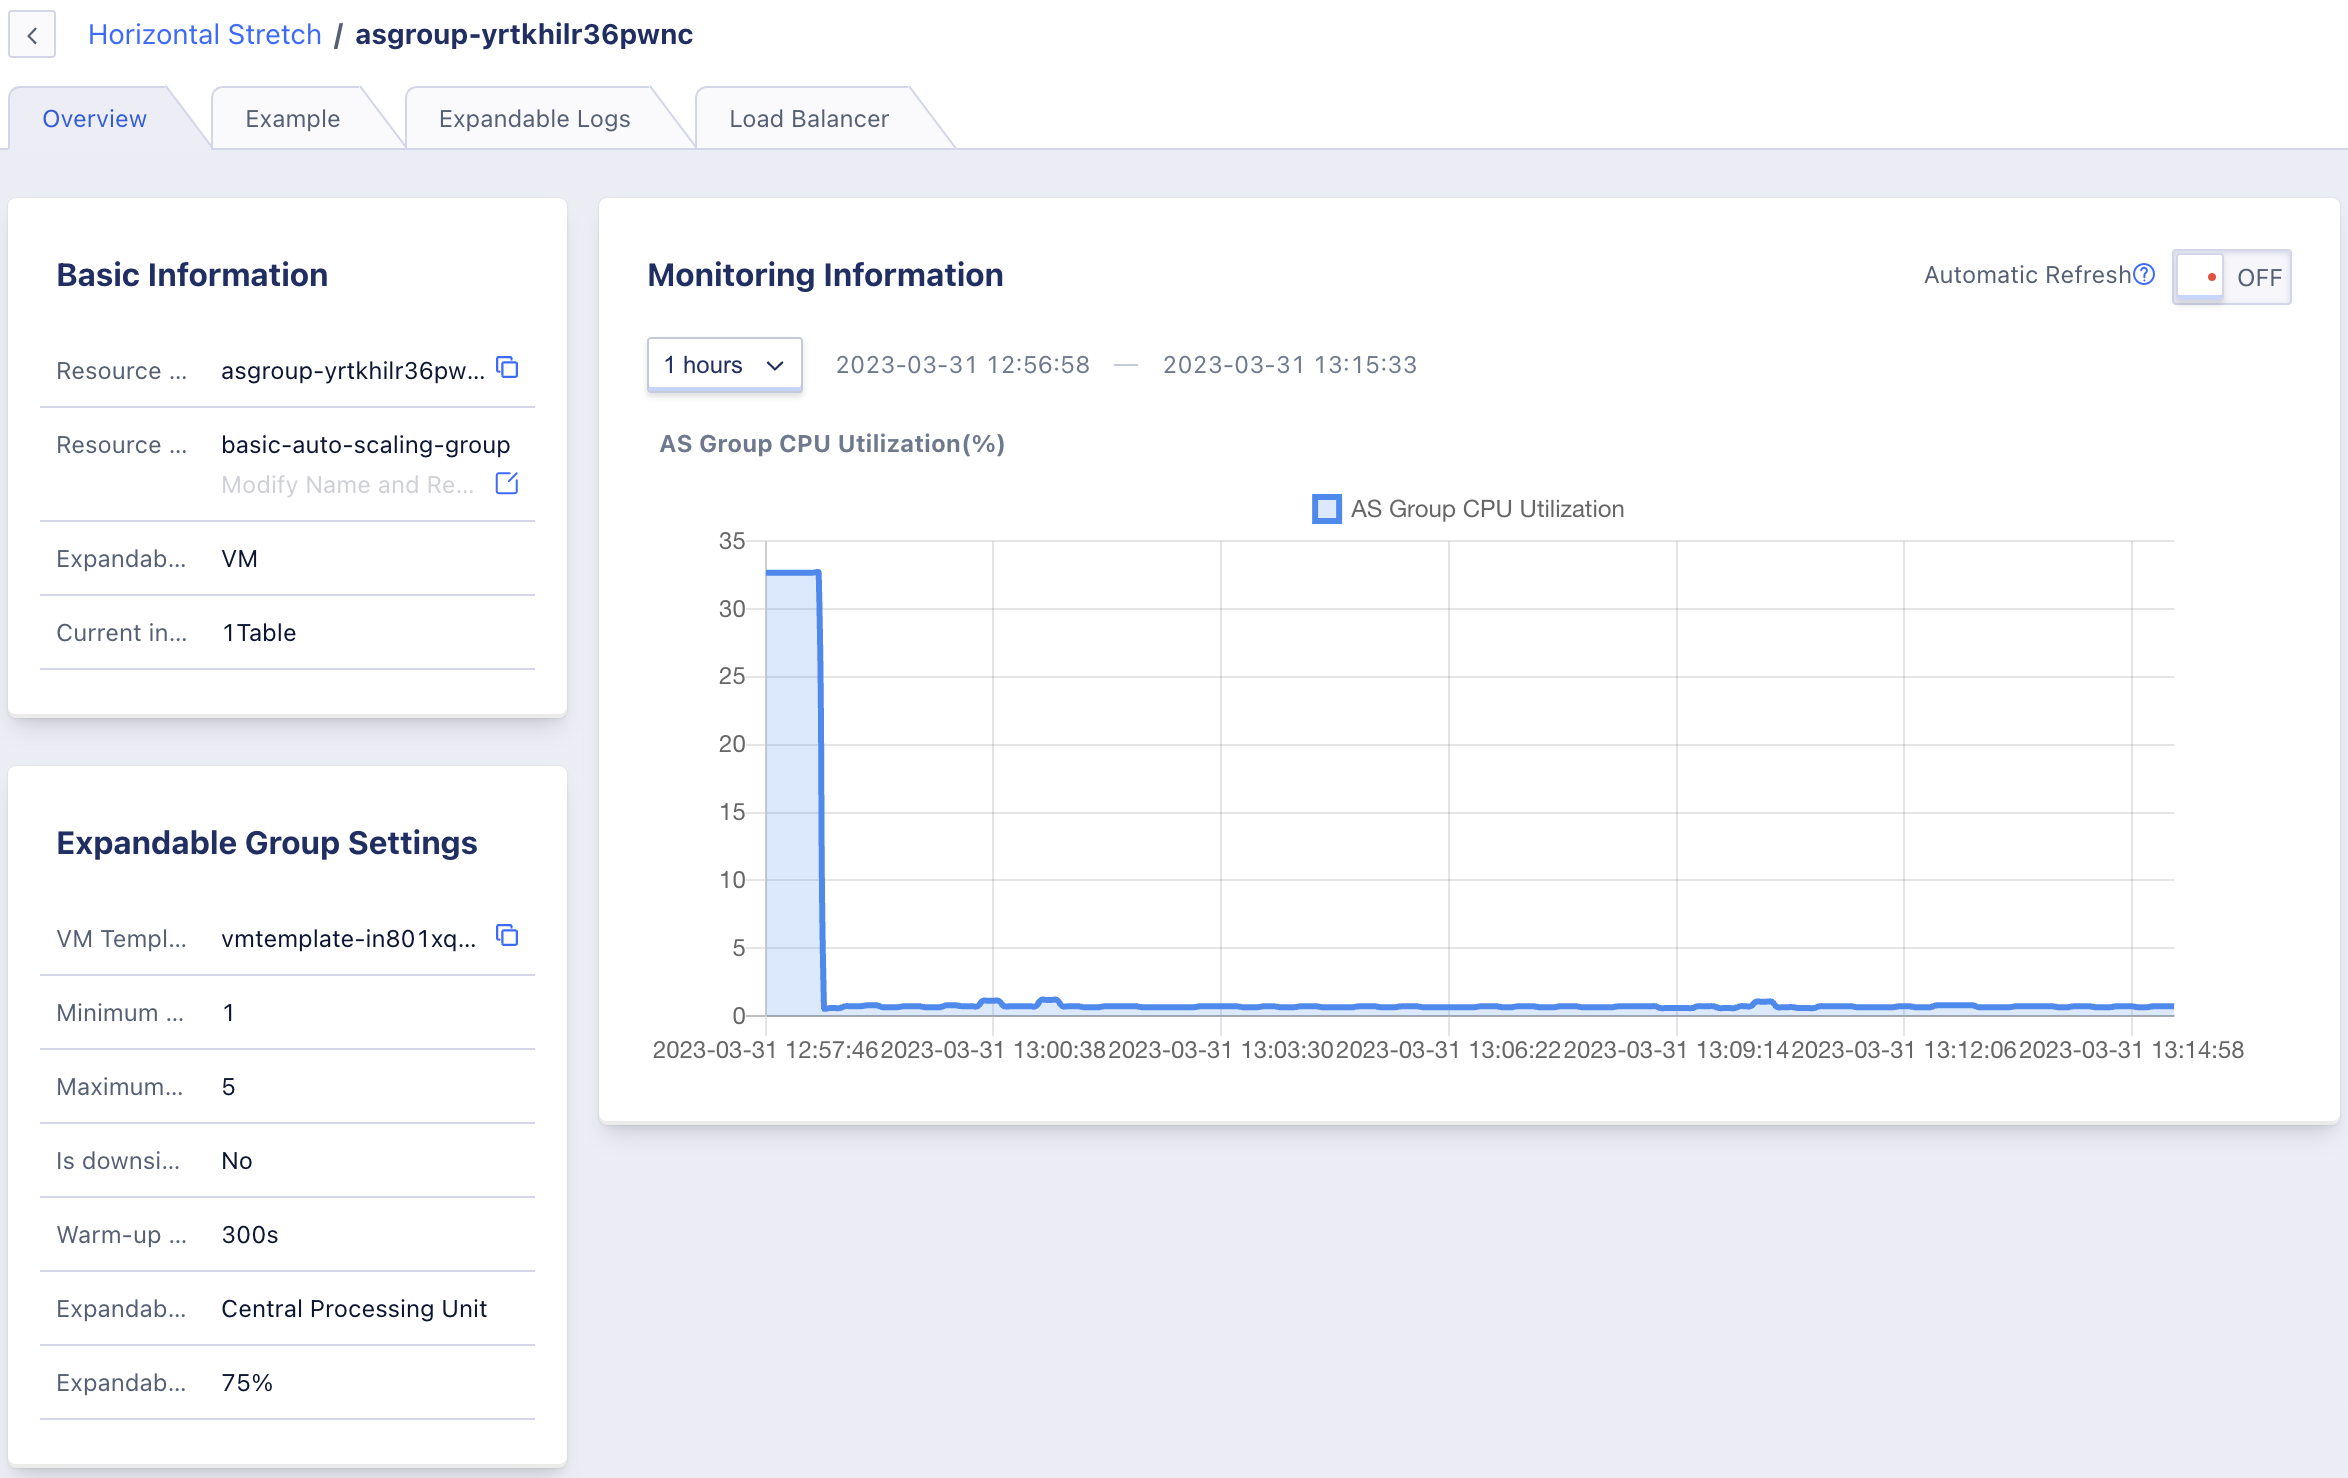 Horizontal Stretch / asgroup-yrtkhilr36pwnc
Overview
Example
Expandable Logs
Load Balancer
Basic Information
Resource ... asgroup-yrtkhilr36pw...
Resource ... basic-auto-scaling-group
Modify Name and Re...
Expandab... VM
Current in... 1Table
Expandable Group Settings
VM Templ... vmtemplate-in801xq...
Minimum ... 1
Maximum... 5
Is downsi... No
Warm-up ... 300s
Expandab... Central Processing Unit
Expandab... 75%
Monitoring Information
Automatic Refresh? OFF
1 hours 2023-03-31 12:56:58 — 2023-03-31 13:15:33
AS Group CPU Utilization(%)
AS Group CPU Utilization
35
30
25
20
15
10
5
0
2023-03-31 12:57:46 2023-03-31 13:00:38 2023-03-31 13:03:30 2023-03-31 13:06:22 2023-03-31 13:09:14 2023-03-31 13:12:06 2023-03-31 13:14:58